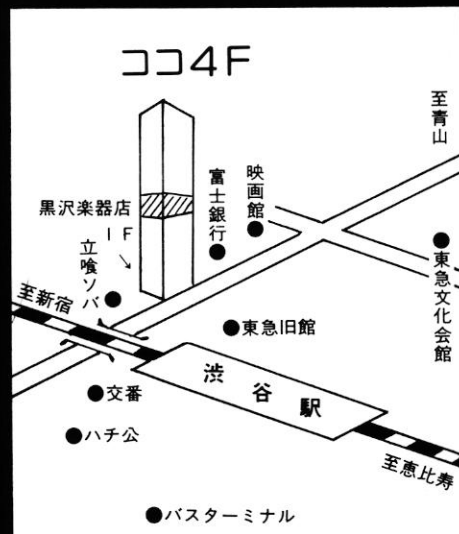 ココ4F
至青山
映画館
富士銀行
黒沢楽器店
1F
立喰ソバ
至新宿
東急文化会館
東急旧館
渋谷駅
交番
ハチ公
至恵比寿
バスターミナル